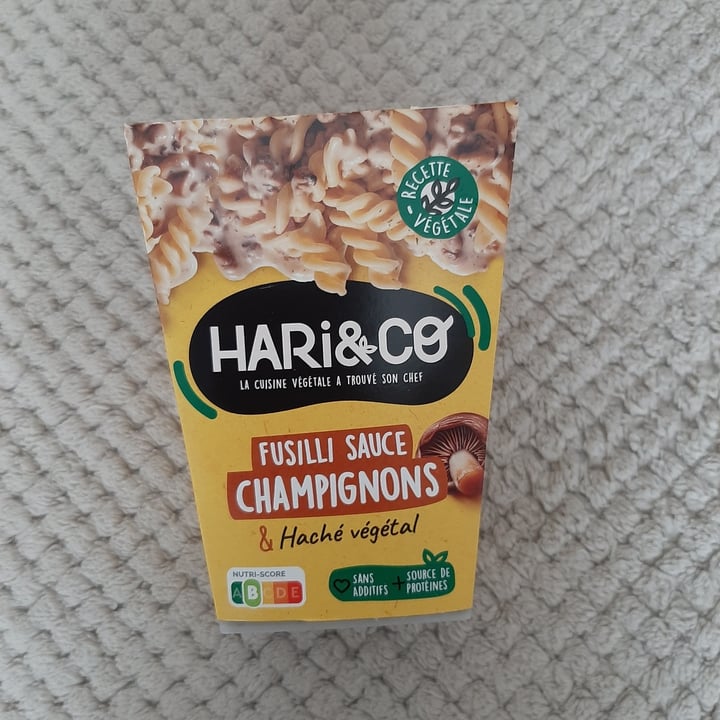 RECETTE
- VÉGÉTALE
HARi&CO
LA CUISINE VÉGÉTALE A TROUVÉ SON CHEF
FUSILLI SAUCE
CHAMPIGNONS
& Haché végétal
NUTRI-SCORE
A B C D E
SANS
ADDITIFS
+
SOURCE DE
PROTÉINES